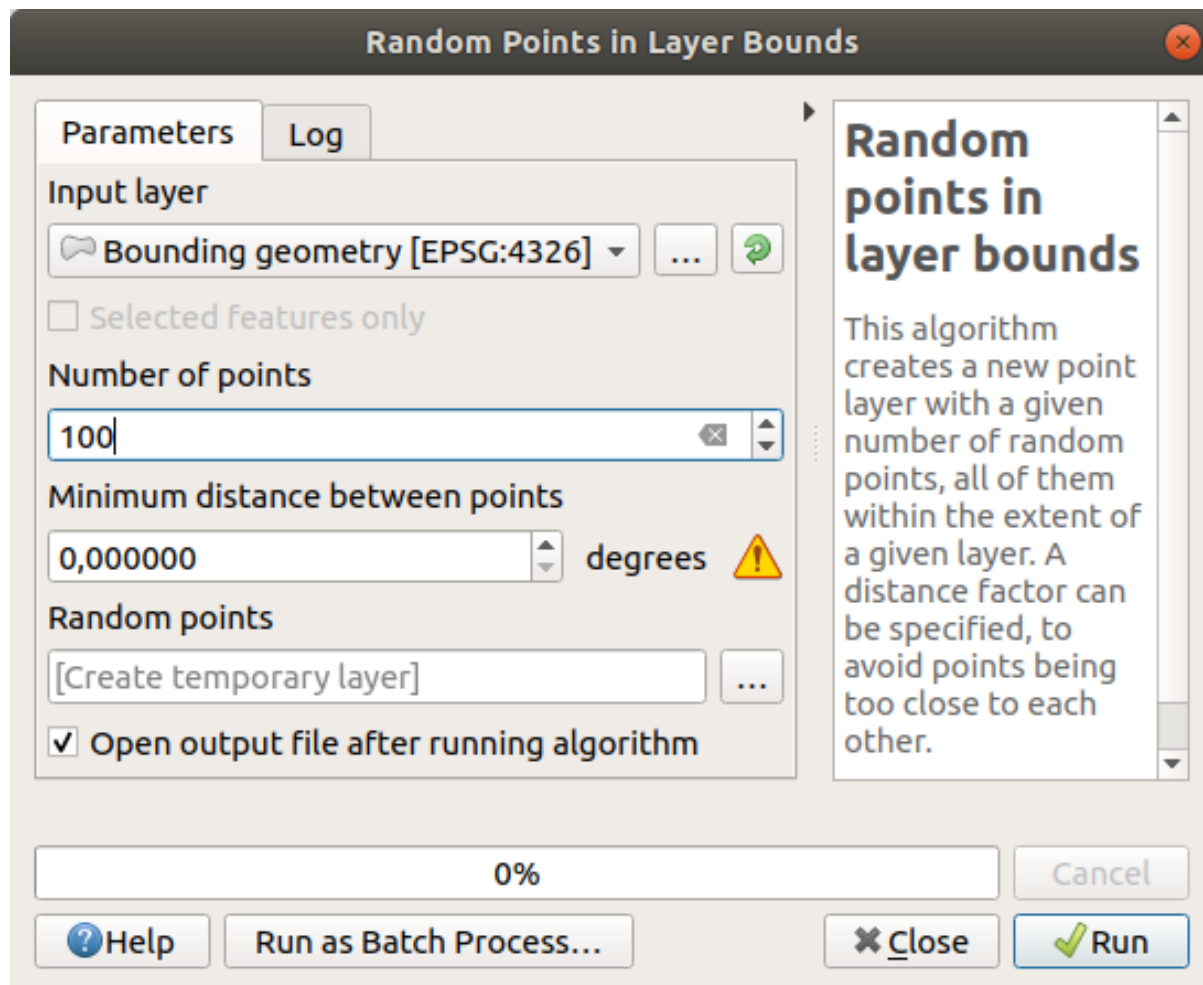 Random Points in Layer Bounds
Parameters
Log
Input layer
Bounding geometry [EPSG:4326]
...
Selected features only
Number of points
100
Minimum distance between points
0,000000
degrees
Random points
[Create temporary layer]
...
Open output file after running algorithm
Random
points in
layer bounds
This algorithm
creates a new point
layer with a given
number of random
points, all of them
within the extent of
a given layer. A
distance factor can
be specified, to
avoid points being
too close to each
other.
0%
Cancel
Help
Run as Batch Process...
Close
Run